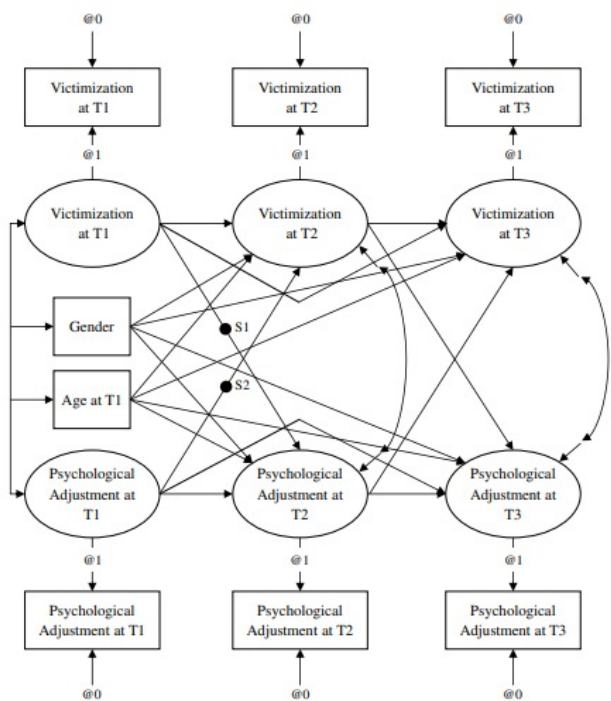 @0
@0
@0
Victimization
at T1
Victimization
at T2
Victimization
at T3
@1
@1
@1
Victimization
at T1
Victimization
at T2
Victimization
at T3
Gender
S1
Age at T1
S2
Psychological
Adjustment at
T1
Psychological
Adjustment at
T2
Psychological
Adjustment at
T3
@1
@1
@1
Psychological
Adjustment at T1
Psychological
Adjustment at T2
Psychological
Adjustment at T3
@0
@0
@0